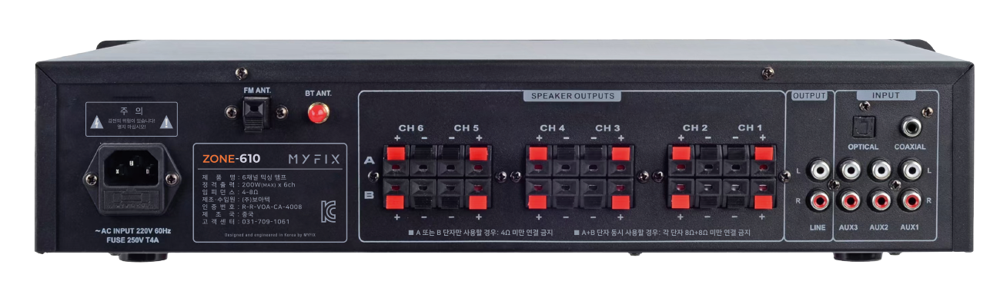 FM ANT.
BT ANT.
주 의
감전의 위험이 있습니다!
열지 마십시오!
~AC INPUT 220V 60Hz
FUSE 250V T4A
ZONE-610 MYFIX
제 품 명 : 6채널 믹싱 앰프
정 격 출 력 : 200W(MAX) x 6ch
임 피 던 스 : 4-8Ω
제조·수입원 : (주)보아텍
인 증 번 호 : R-R-VOA-CA-4008
제 조 국 : 중국
고 객 센 터 : 031-709-1061
Designed and engineered in Korea by MYFIX
SPEAKER OUTPUTS
CH 6 CH 5 CH 4 CH 3 CH 2 CH 1
+ - - + + - - + + - - +
A
B
+ - - + + - - + + - - +
■ A 또는 B 단자만 사용할 경우: 4Ω 미만 연결 금지 ■ A+B 단자 동시 사용할 경우: 각 단자 8Ω+8Ω 미만 연결 금지
OUTPUT
L
R
LINE
INPUT
OPTICAL COAXIAL
L
R
AUX3 AUX2 AUX1